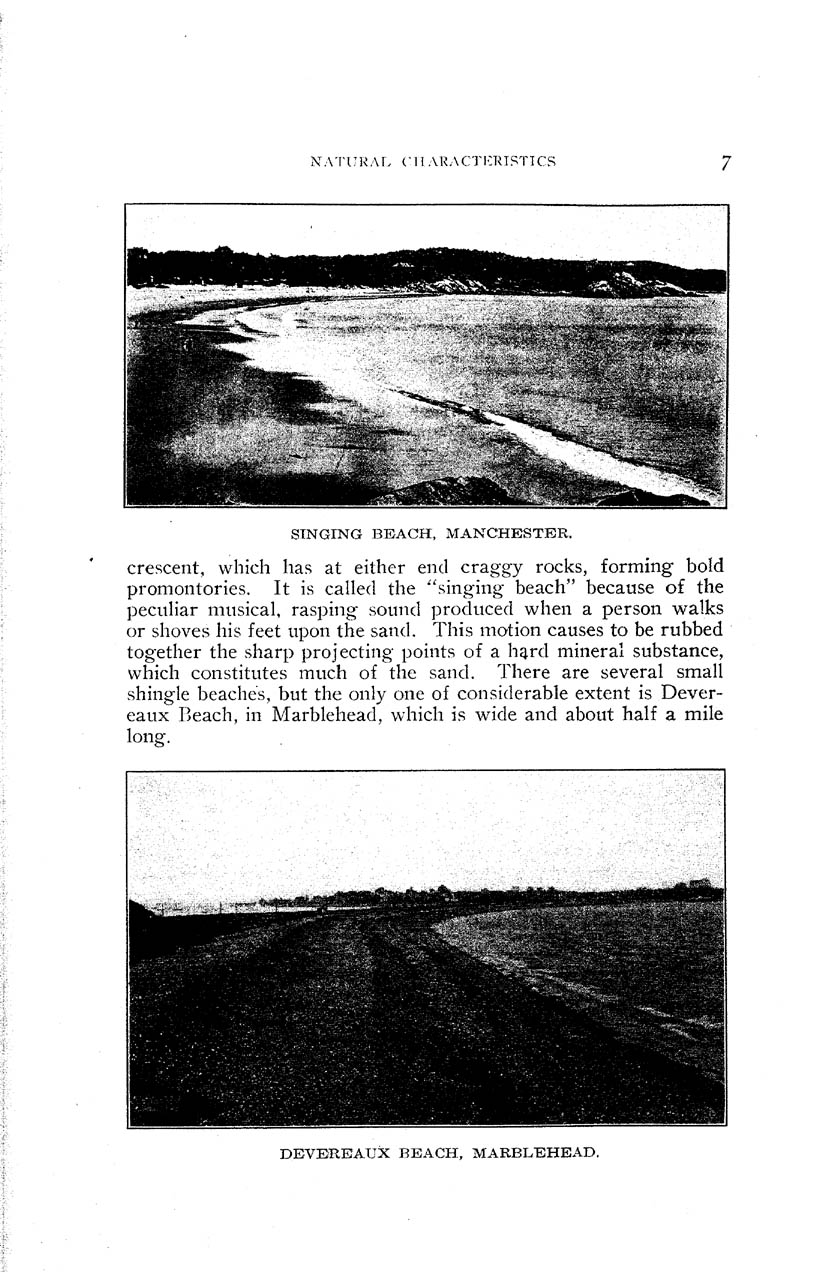 NATURAL CHARACTERISTICS 7
SINGING BEACH, MANCHESTER.
crescent, which has at either end craggy rocks, forming bold
promontories. It is called the “singing beach” because of the
peculiar musical, rasping sound produced when a person walks
or shoves his feet upon the sand. This motion causes to be rubbed
together the sharp projecting points of a hard mineral substance,
which constitutes much of the sand. There are several small
shingle beaches, but the only one of considerable extent is Dever-
eaux Beach, in Marblehead, which is wide and about half a mile
long.
DEVEREAUX BEACH, MARBLEHEAD.